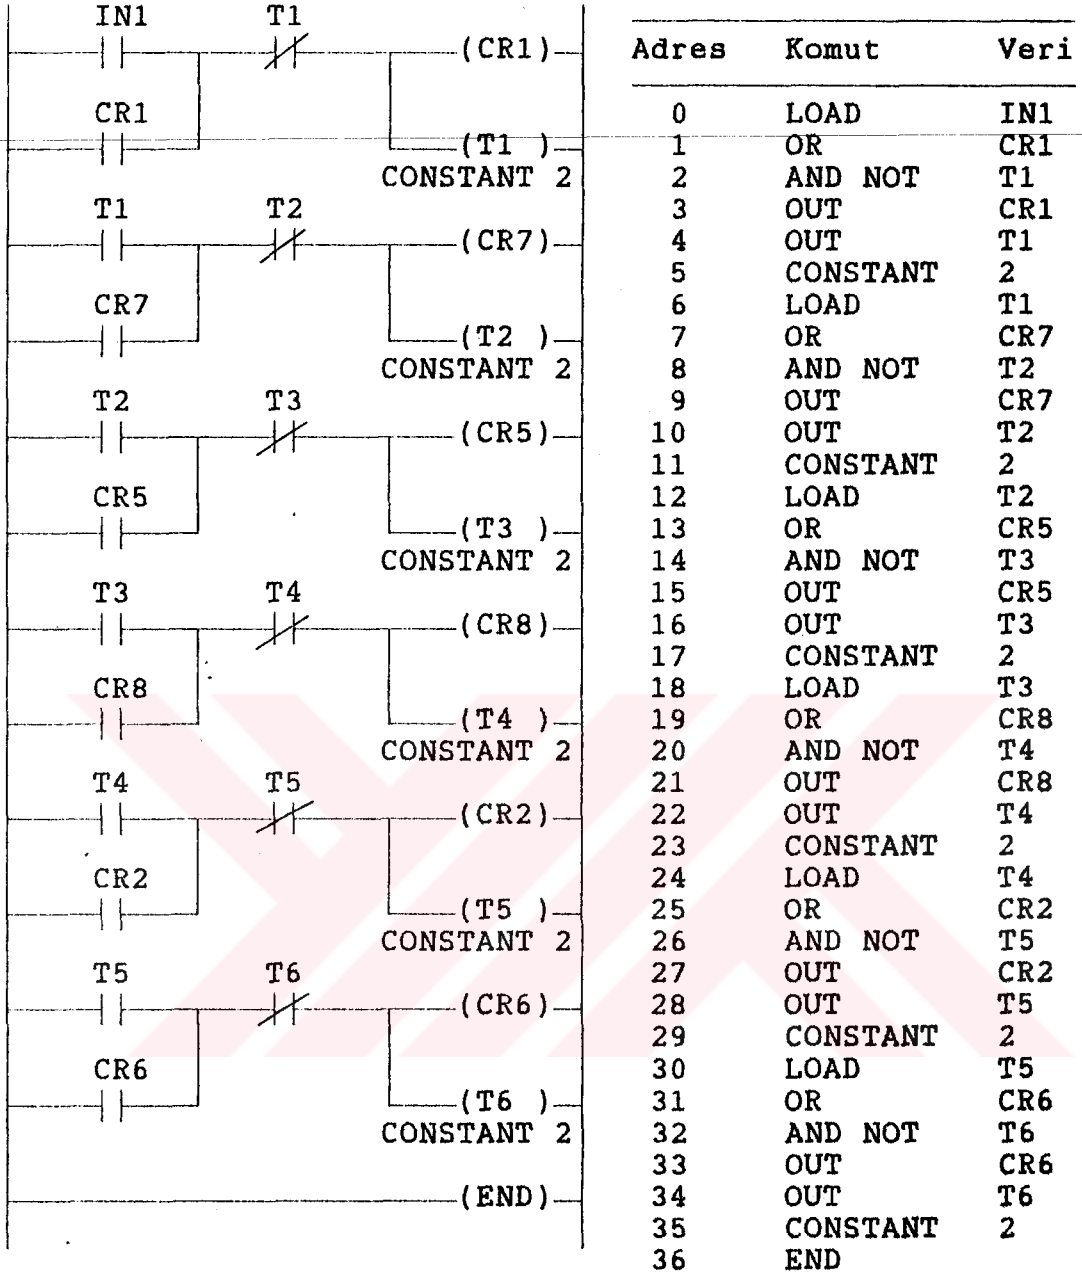 IN1 T1
(CR1)
CR1
(T1 )
CONSTANT 2
T1 T2
(CR7)
CR7
(T2 )
CONSTANT 2
T2 T3
(CR5)
CR5
(T3 )
CONSTANT 2
T3 T4
(CR8)
CR8
(T4 )
CONSTANT 2
T4 T5
(CR2)
CR2
(T5 )
CONSTANT 2
T5 T6
(CR6)
CR6
(T6 )
CONSTANT 2
(END)
Adres Komut Veri
0 LOAD IN1
1 OR CR1
2 AND NOT T1
3 OUT CR1
4 OUT T1
5 CONSTANT 2
6 LOAD T1
7 OR CR7
8 AND NOT T2
9 OUT CR7
10 OUT T2
11 CONSTANT 2
12 LOAD T2
13 OR CR5
14 AND NOT T3
15 OUT CR5
16 OUT T3
17 CONSTANT 2
18 LOAD T3
19 OR CR8
20 AND NOT T4
21 OUT CR8
22 OUT T4
23 CONSTANT 2
24 LOAD T4
25 OR CR2
26 AND NOT T5
27 OUT CR2
28 OUT T5
29 CONSTANT 2
30 LOAD T5
31 OR CR6
32 AND NOT T6
33 OUT CR6
34 OUT T6
35 CONSTANT 2
36 END